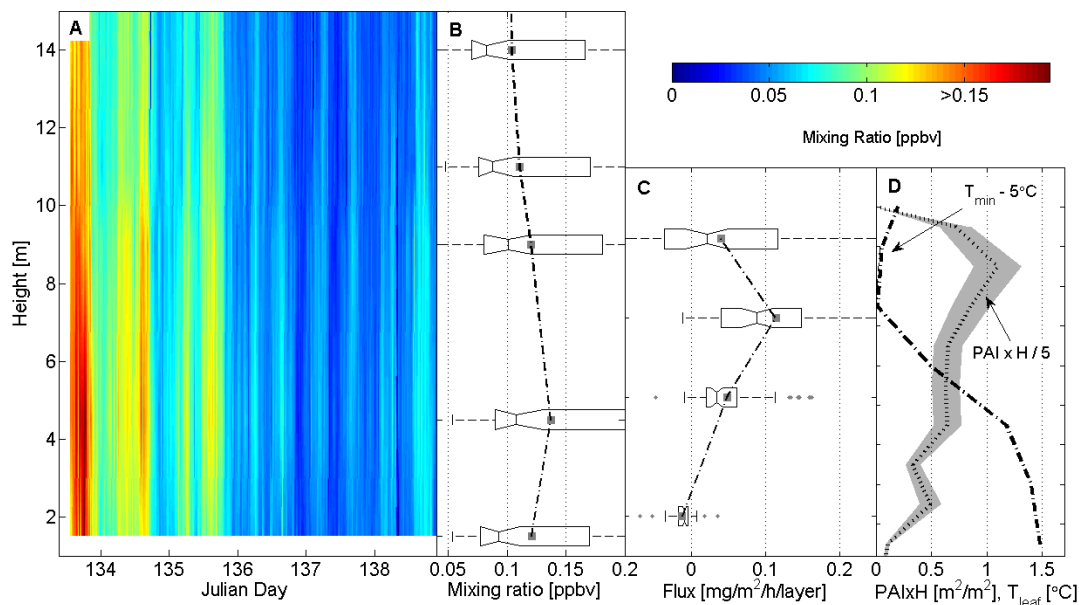 A
B
C
D
14
12
10
8
6
4
2
Height [m]
134 135 136 137 138
Julian Day
0.05 0.1 0.15 0.2
Mixing ratio [ppbv]
0 0.05 0.1 >0.15
Mixing Ratio [ppbv]
0 0.1 0.2
Flux [mg/m²/h/layer]
T_min - 5°C
PAI x H / 5
0 0.5 1 1.5
PAIxH [m²/m²], T_leaf [°C]